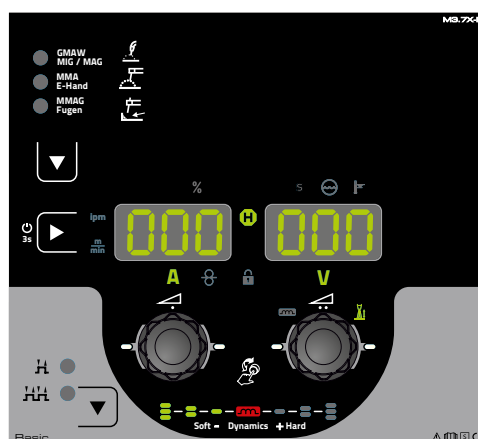 M3.7X-
GMAW
MIG / MAG
MMA
E-Hand
MMAG
Fugen
%
S
3s
ipm
m
min
000
H
000
A
V
Soft - Dynamics + Hard
Basic